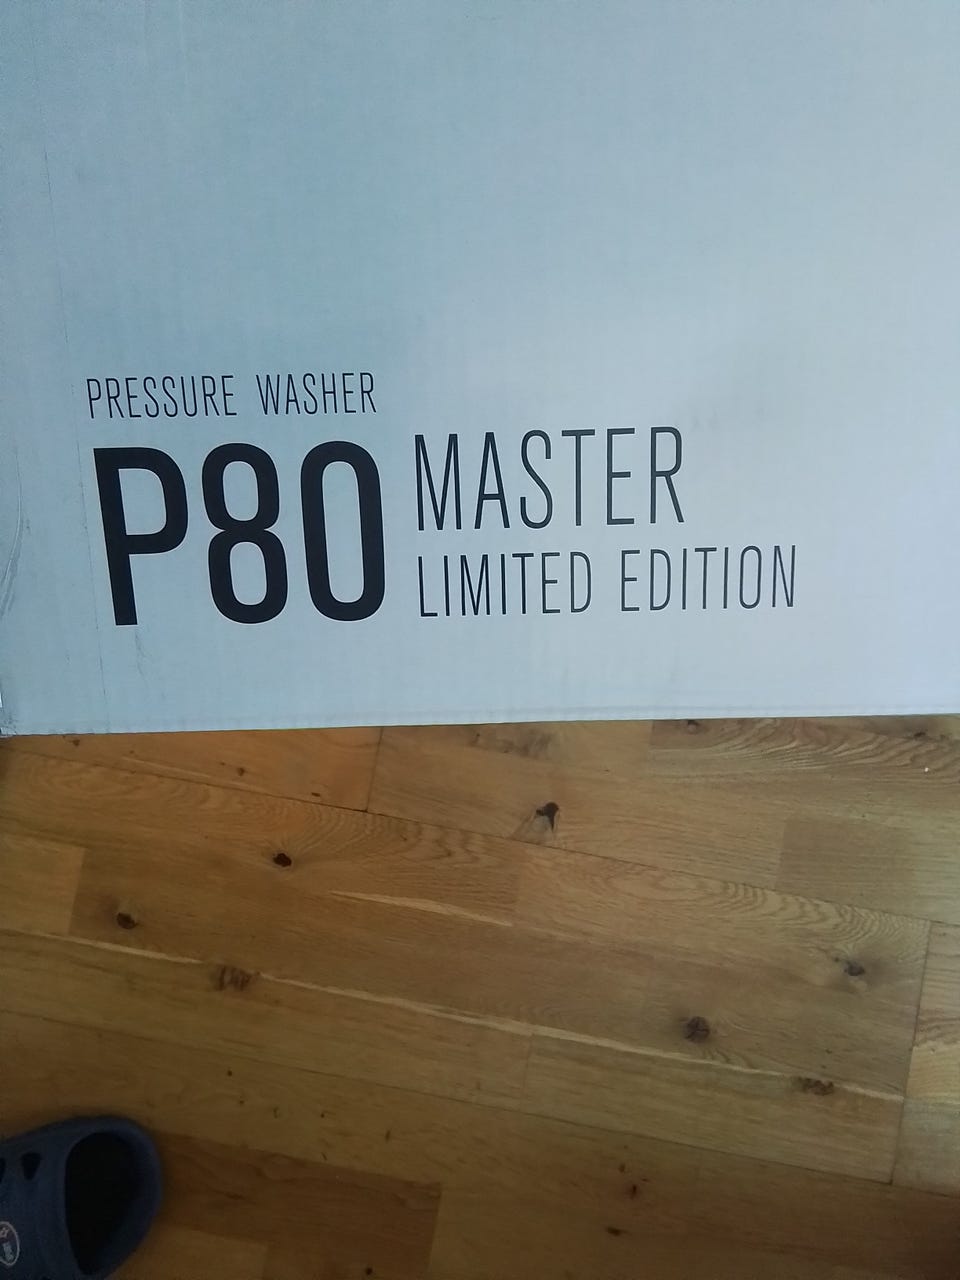 PRESSURE WASHER
P80 MASTER
LIMITED EDITION